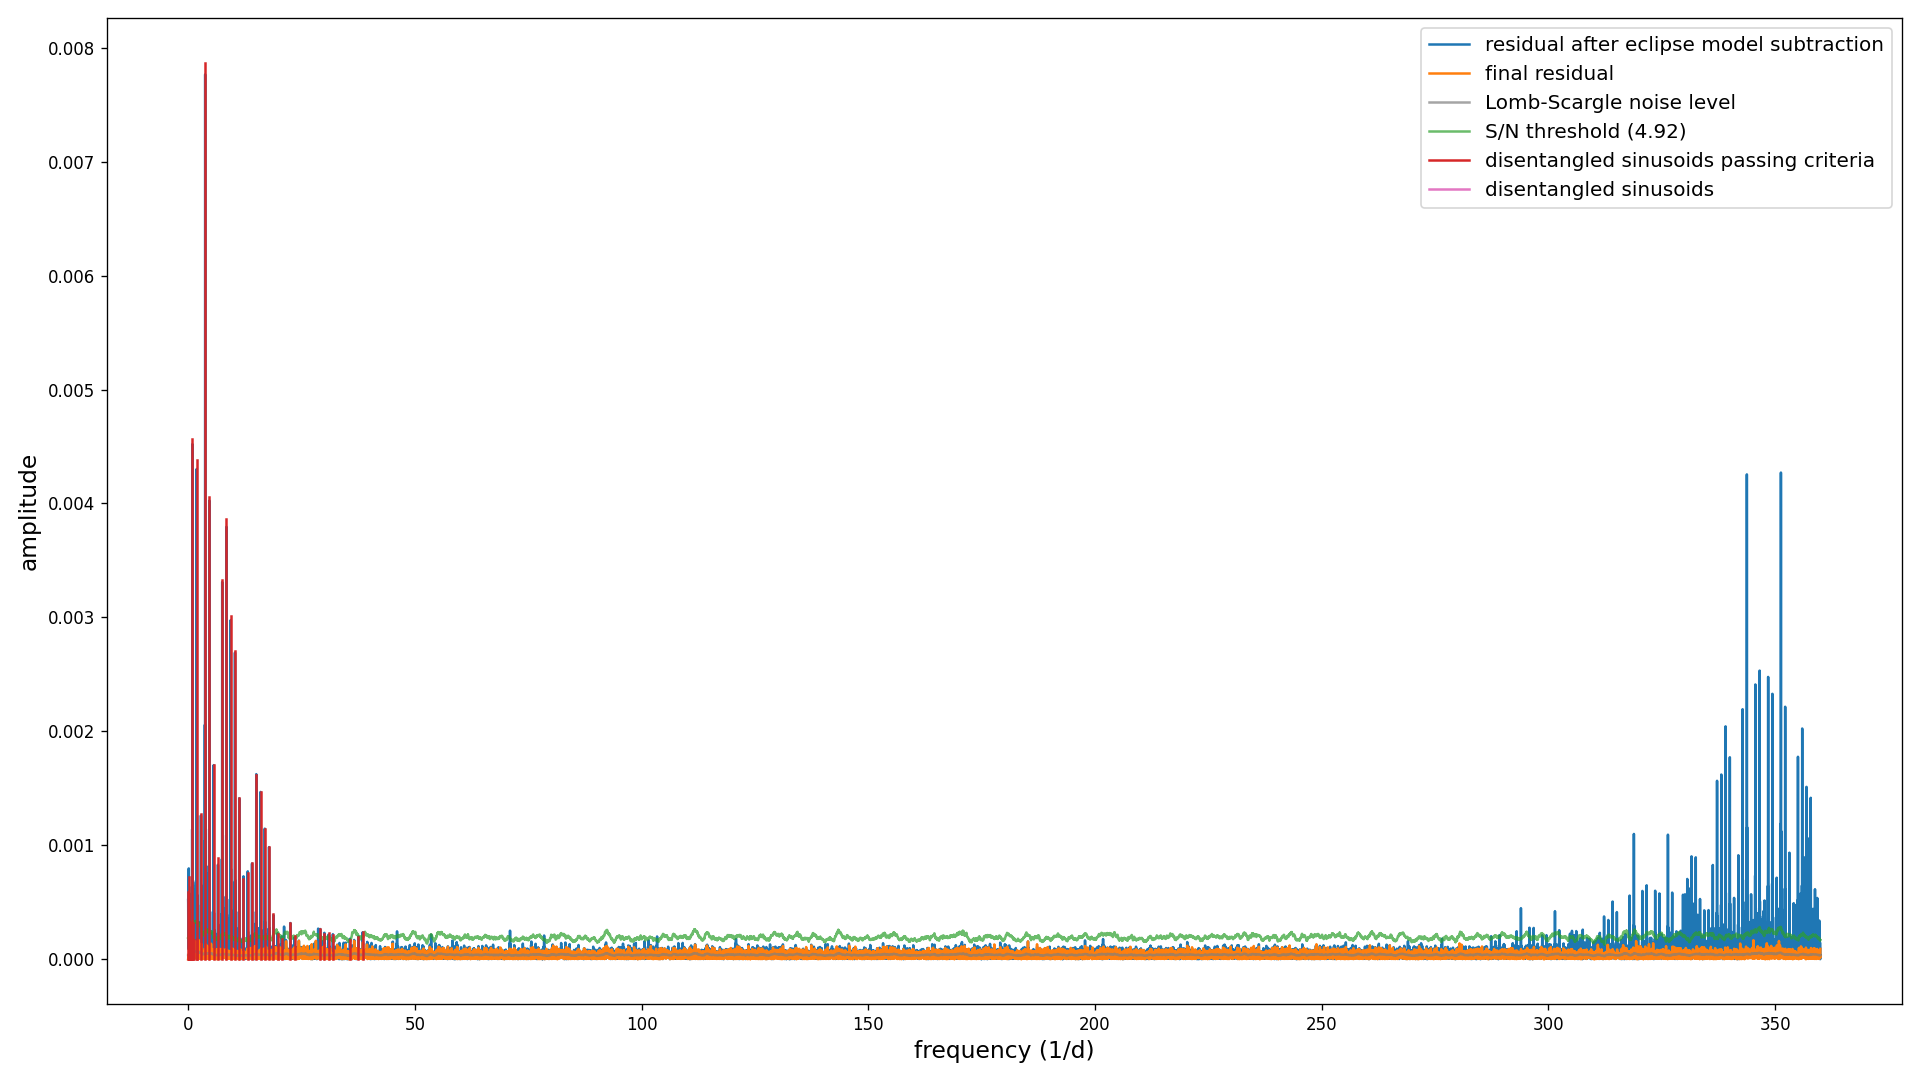 0.008
0.007
0.006
0.005
0.004
0.003
0.002
0.001
0.000
amplitude
0 50 100 150 200 250 300 350
frequency (1/d)
residual after eclipse model subtraction
final residual
Lomb-Scargle noise level
S/N threshold (4.92)
disentangled sinusoids passing criteria
disentangled sinusoids